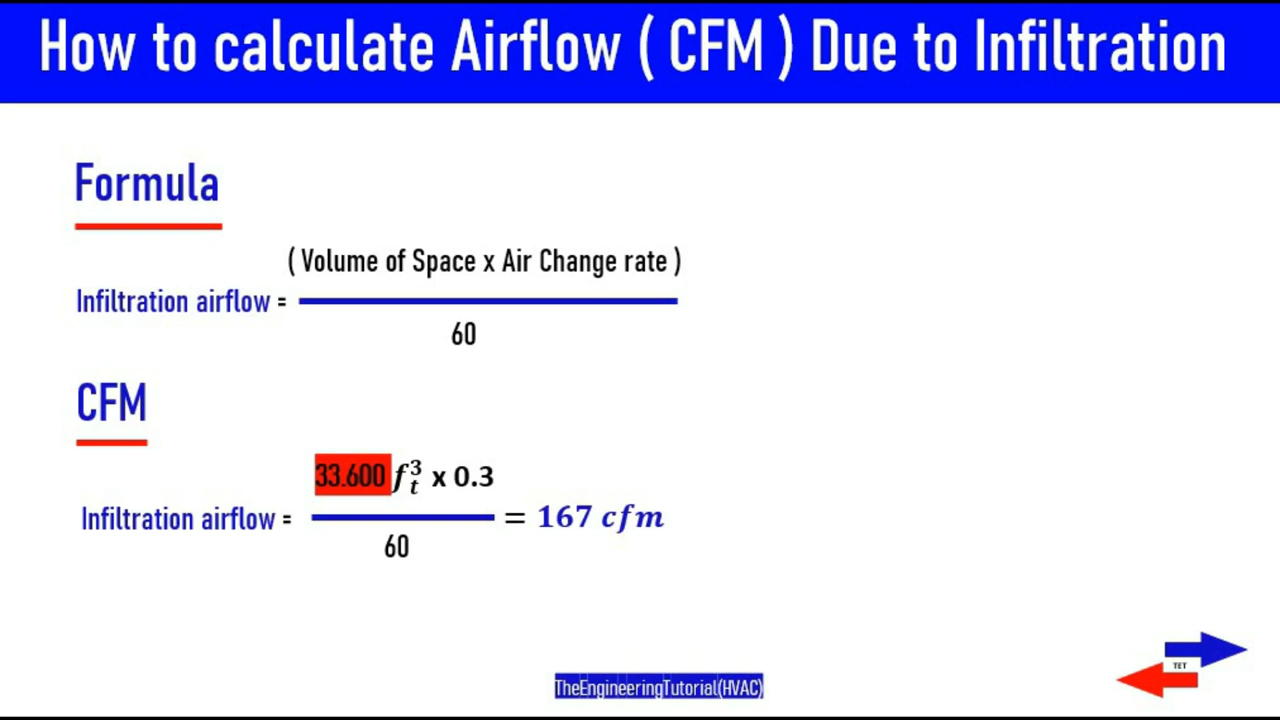 How to calculate Airflow ( CFM ) Due to Infiltration
Formula
( Volume of Space x Air Change rate )
Infiltration airflow =
60
CFM
33.600 f³ₜ x 0.3
Infiltration airflow = = 167 cfm
60
TET
TheEngineeringTutorial(HVAC)